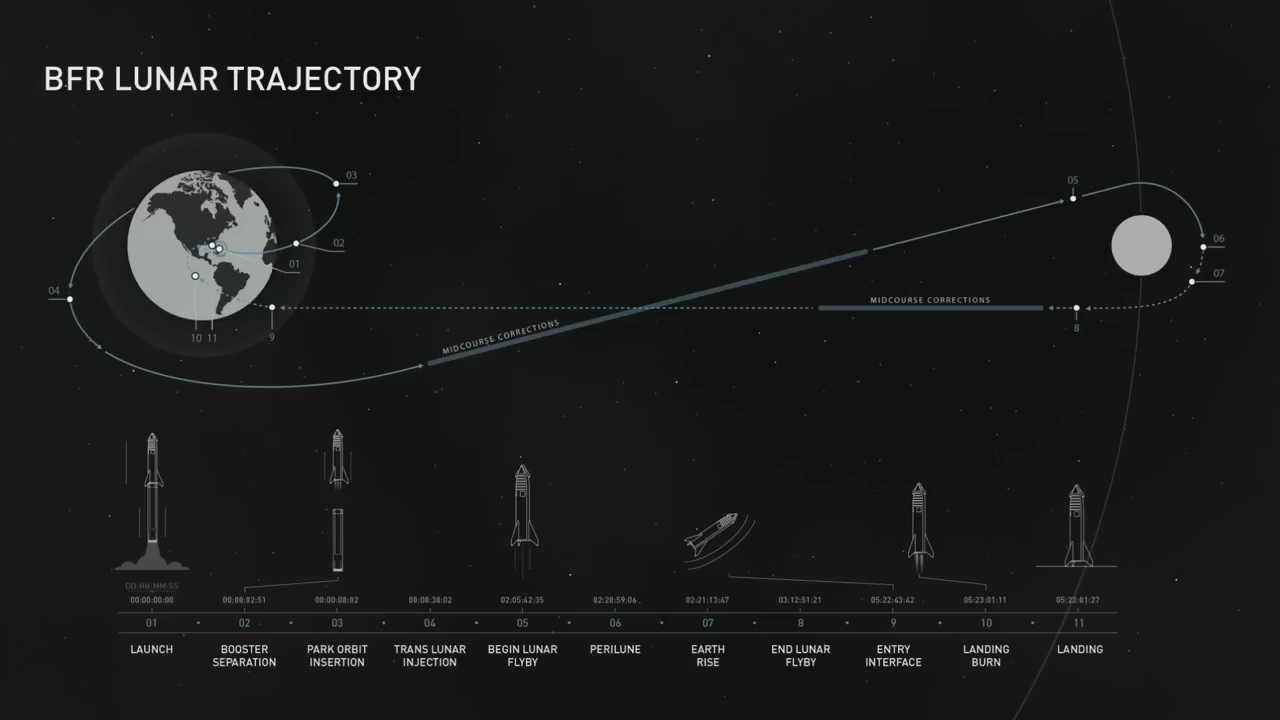 BFR LUNAR TRAJECTORY
03
02
01
04
10 11
9
MIDCOURSE CORRECTIONS
05
06
07
MIDCOURSE CORRECTIONS
8
DD:HH:MM:SS
00:00:00:00 00:00:02:51 00:00:08:02 00:00:38:02 02:05:42:35 02:20:59:06 02:21:13:47 03:12:51:21 05:22:43:42 05:23:01:11 05:23:01:27
01 02 03 04 05 06 07 8 9 10 11
LAUNCH BOOSTER PARK ORBIT TRANS LUNAR BEGIN LUNAR PERILUNE EARTH END LUNAR ENTRY LANDING LANDING
SEPARATION INSERTION INJECTION FLYBY RISE FLYBY INTERFACE BURN